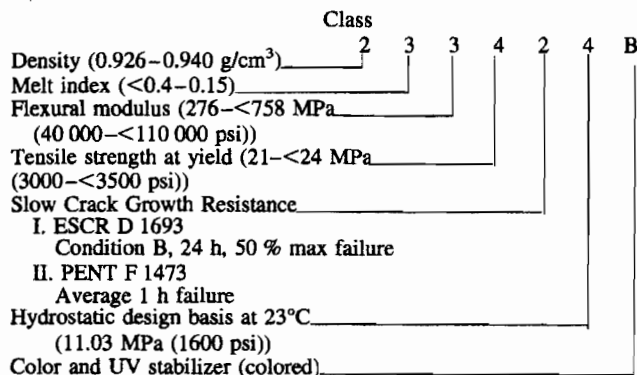 Class
2 3 3 4 2 4 B
Density (0.926–0.940 g/cm³)
Melt index (<0.4–0.15)
Flexural modulus (276–<758 MPa
(40 000–<110 000 psi))
Tensile strength at yield (21–<24 MPa
(3000–<3500 psi))
Slow Crack Growth Resistance
I. ESCR D 1693
Condition B, 24 h, 50 % max failure
II. PENT F 1473
Average 1 h failure
Hydrostatic design basis at 23°C
(11.03 MPa (1600 psi))
Color and UV stabilizer (colored)